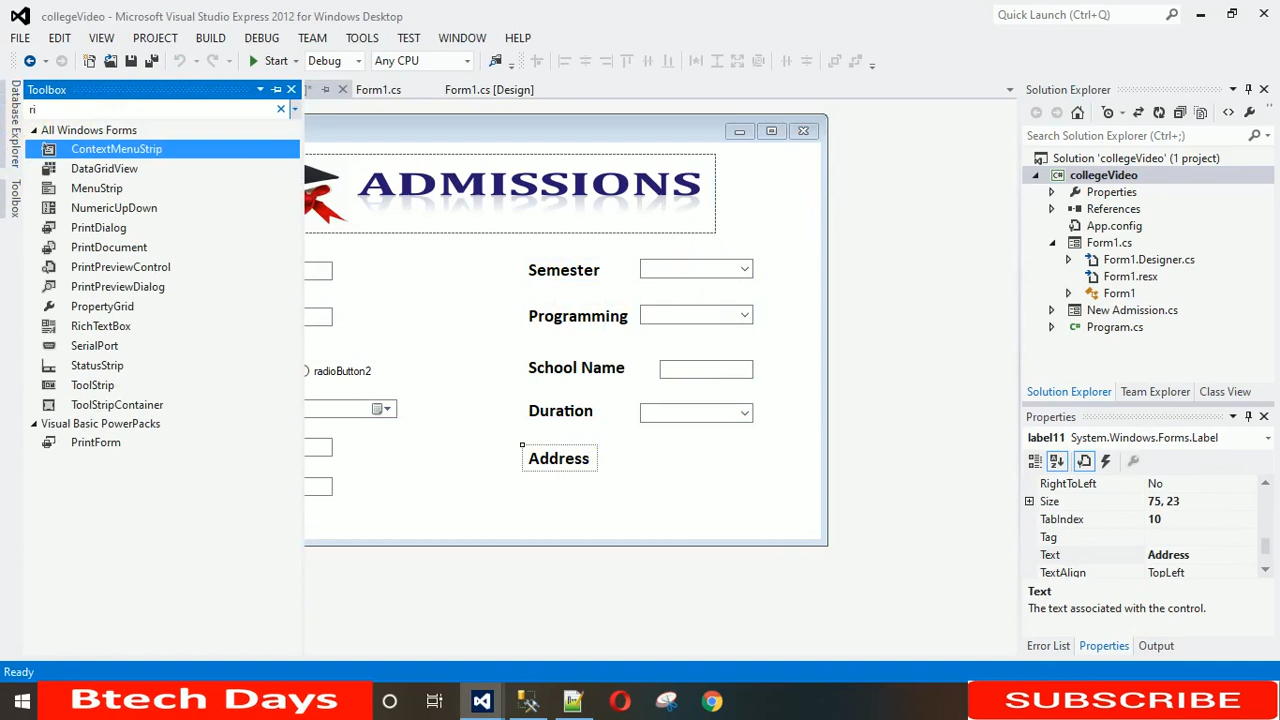 collegeVideo - Microsoft Visual Studio Express 2012 for Windows Desktop
Quick Launch (Ctrl+Q)
FILE EDIT VIEW PROJECT BUILD DEBUG TEAM TOOLS TEST WINDOW HELP
Start Debug Any CPU
Toolbox
Form1.cs
Form1.cs [Design]
Solution Explorer
Database Explorer
Toolbox
ri
All Windows Forms
ContextMenuStrip
DataGridView
MenuStrip
NumericUpDown
PrintDialog
PrintDocument
PrintPreviewControl
PrintPreviewDialog
PropertyGrid
RichTextBox
SerialPort
StatusStrip
ToolStrip
ToolStripContainer
Visual Basic PowerPacks
PrintForm
ADMISSIONS
Semester
Programming
radioButton2
School Name
Duration
Address
Search Solution Explorer (Ctrl+;)
Solution 'collegeVideo' (1 project)
collegeVideo
Properties
References
App.config
Form1.cs
Form1.Designer.cs
Form1.resx
Form1
New Admission.cs
Program.cs
Solution Explorer Team Explorer Class View
Properties
label11 System.Windows.Forms.Label
RightToLeft No
Size 75, 23
TabIndex 10
Tag
Text Address
TextAlign TopLeft
Text
The text associated with the control.
Error List Properties Output
Ready
Btech Days
SUBSCRIBE